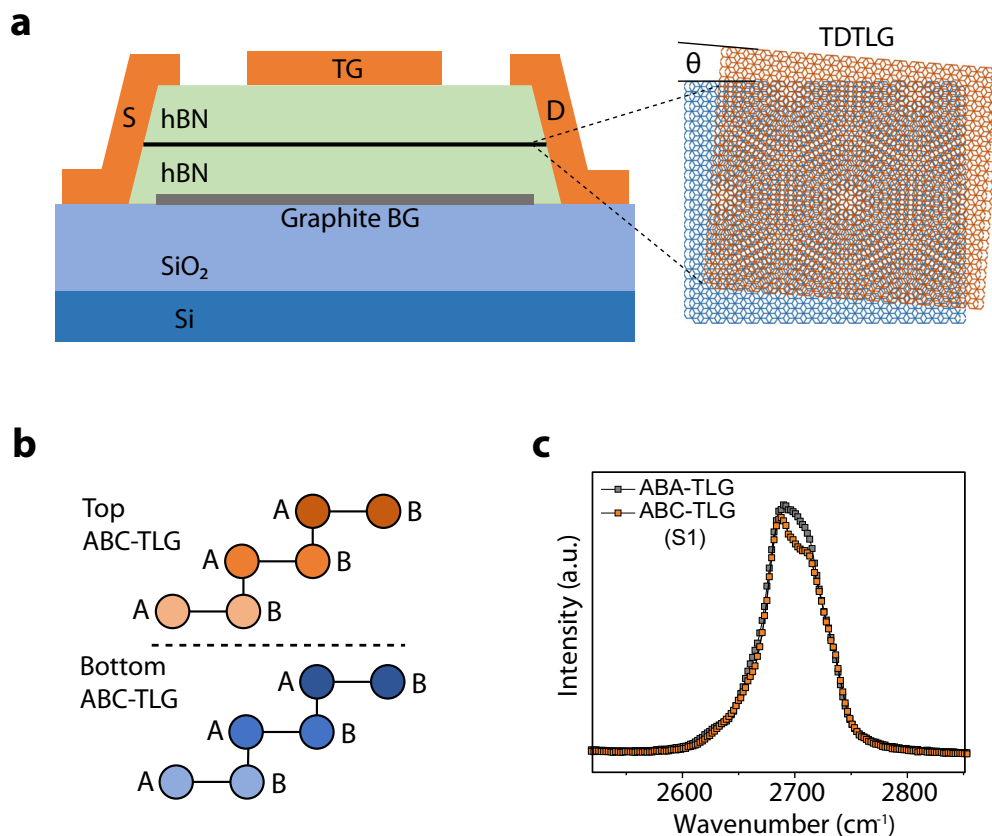 a
TDTLG
TG
θ
S
D
hBN
hBN
Graphite BG
SiO₂
Si
b
c
Top
ABC-TLG
A
B
A
B
A
B
Bottom
ABC-TLG
A
B
A
B
A
B
ABA-TLG
ABC-TLG
(S1)
Intensity (a.u.)
2600
2700
2800
Wavenumber (cm⁻¹)